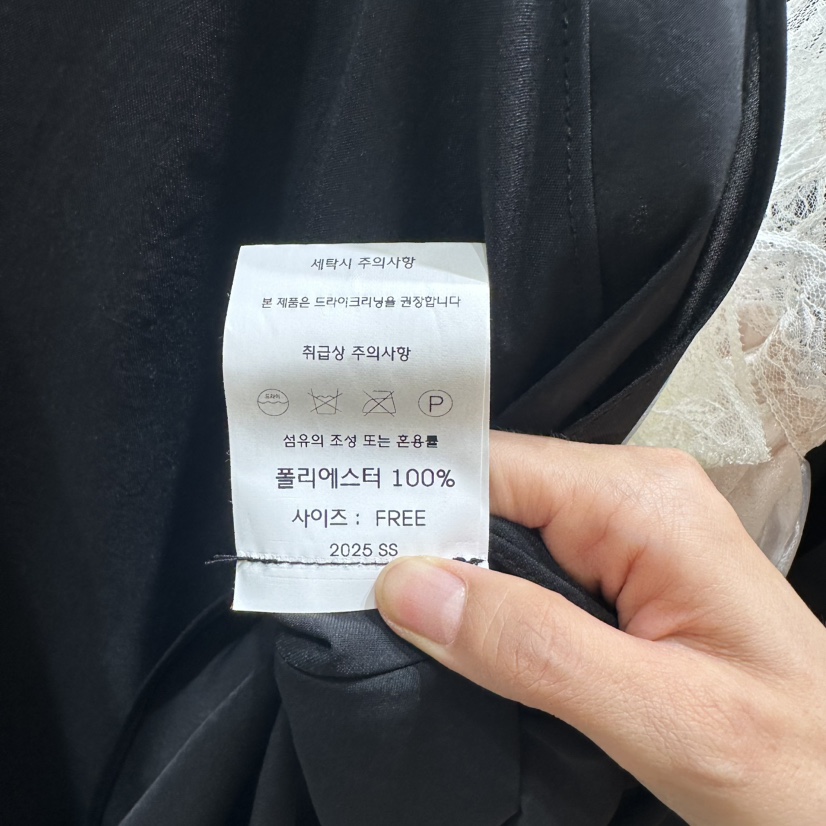 세탁시 주의사항
본 제품은 드라이크리닝을 권장합니다
취급상 주의사항
드라이 P
섬유의 조성 또는 혼용률
폴리에스터 100%
사이즈 : FREE
2025 SS